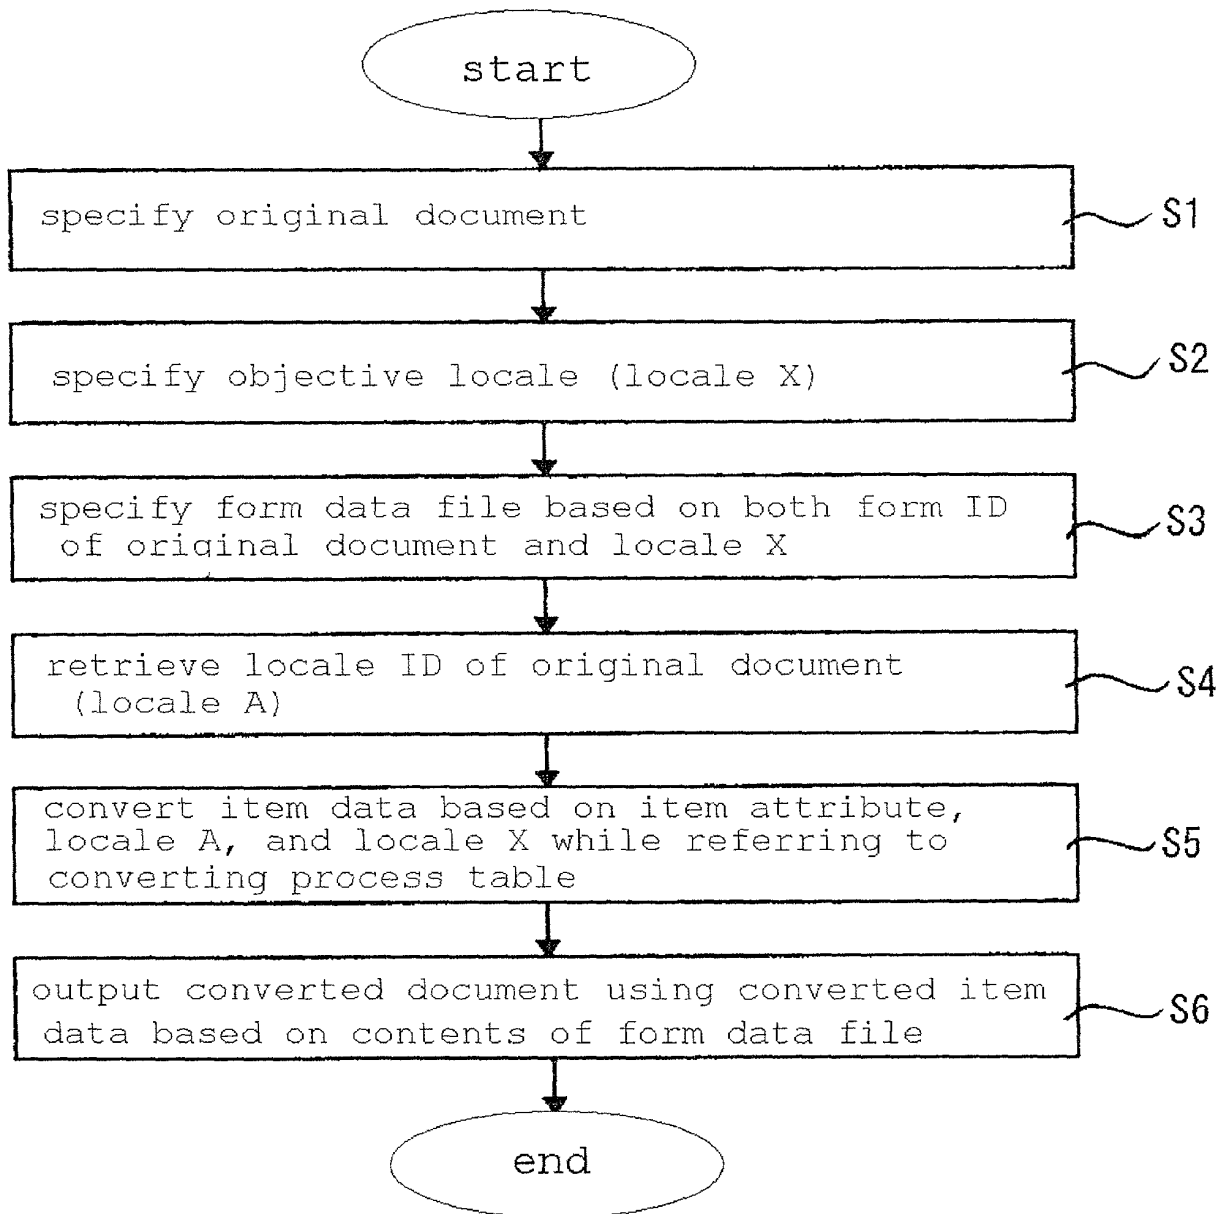 start
specify original document
S1
specify objective locale (locale X)
S2
specify form data file based on both form ID
of original document and locale X
S3
retrieve locale ID of original document
(locale A)
S4
convert item data based on item attribute,
locale A, and locale X while referring to
converting process table
S5
output converted document using converted item
data based on contents of form data file
S6
end